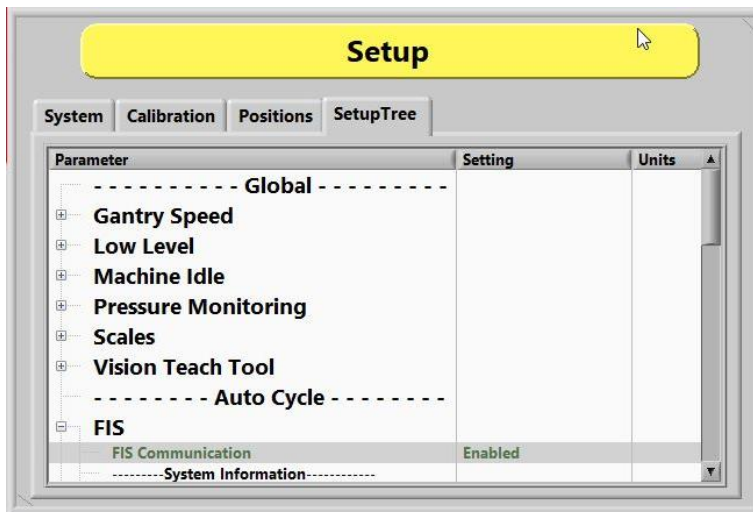 Setup
System Calibration Positions SetupTree
Parameter Setting Units
- - - - - - - - - - Global - - - - - - - - -
Gantry Speed
Low Level
Machine Idle
Pressure Monitoring
Scales
Vision Teach Tool
- - - - - - - - Auto Cycle - - - - - - - -
FIS
FIS Communication Enabled
---------System Information------------